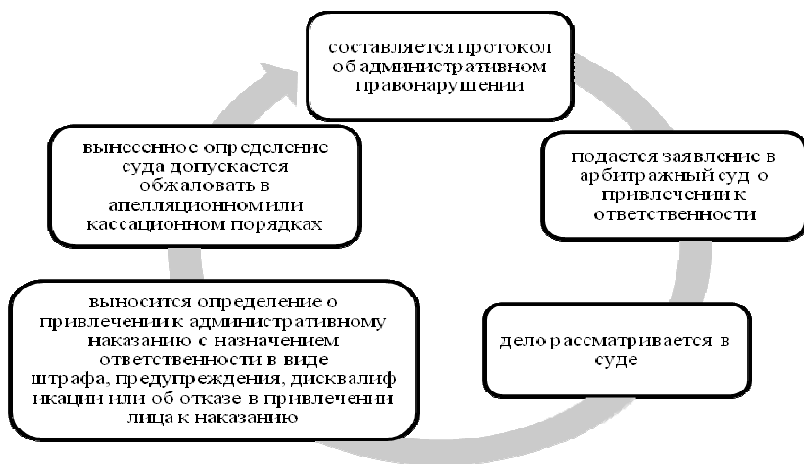 составляется протокол
об административном
правонарушении
подается заявление в
арбитражный суд о
привлечении к
ответственности
дело рассматривается в
суде
выносится определение о
привлечении к административному
наказанию с назначением
ответственности в виде
штрафа, предупреждения, дисквалиф
икации или об отказе в привлечении
лица к наказанию
вынесенное определение
суда допускается
обжаловать в
апелляционномили
кассационном порядках